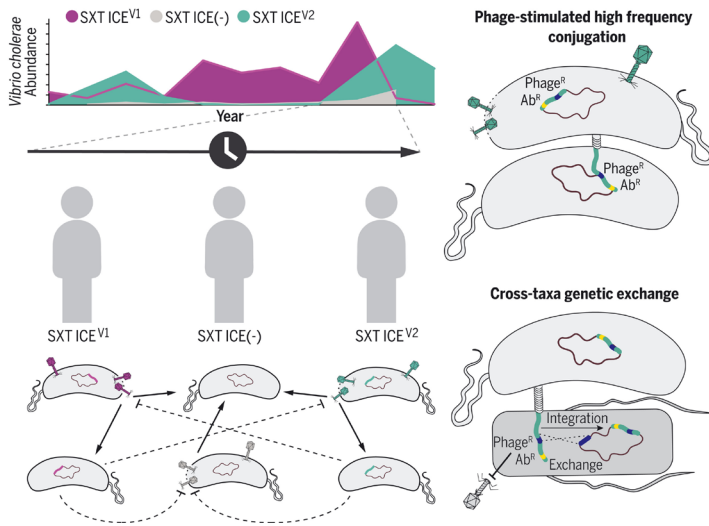 SXT ICE^V1 SXT ICE(-) SXT ICE^V2
Vibrio cholerae
Abundance
Year
SXT ICE^V1 SXT ICE(-) SXT ICE^V2
Phage-stimulated high frequency
conjugation
Phage^R
Ab^R
Phage^R
Ab^R
Cross-taxa genetic exchange
Integration
Phage^R
Ab^R
Exchange